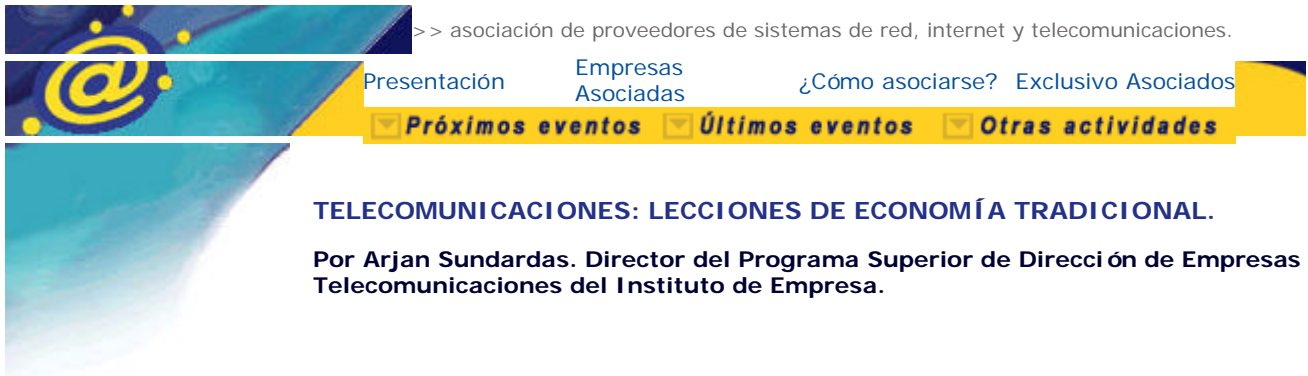 >> asociación de proveedores de sistemas de red, internet y telecomunicaciones.
Presentación Empresas Asociadas ¿Cómo asociarse? Exclusivo Asociados
Próximos eventos Últimos eventos Otras actividades
TELECOMUNICACIONES: LECCIONES DE ECONOMÍA TRADICIONAL.
Por Arjan Sundardas. Director del Programa Superior de Dirección de Empresas
Telecomunicaciones del Instituto de Empresa.